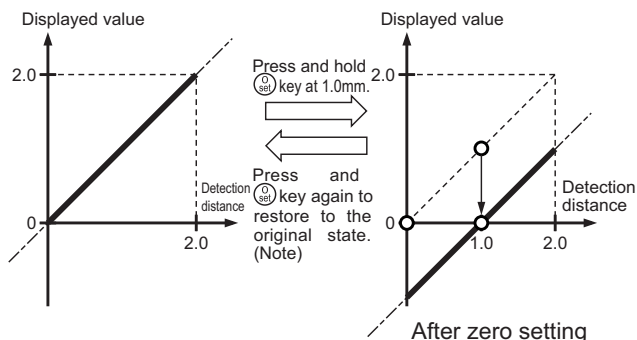 Displayed value
2.0
0
Detection
distance
2.0
Press and hold
0 set key at 1.0mm.
Press and
0 set key again to
restore to the
original state.
(Note)
Displayed value
2.0
0
Detection
distance
1.0 2.0
After zero setting